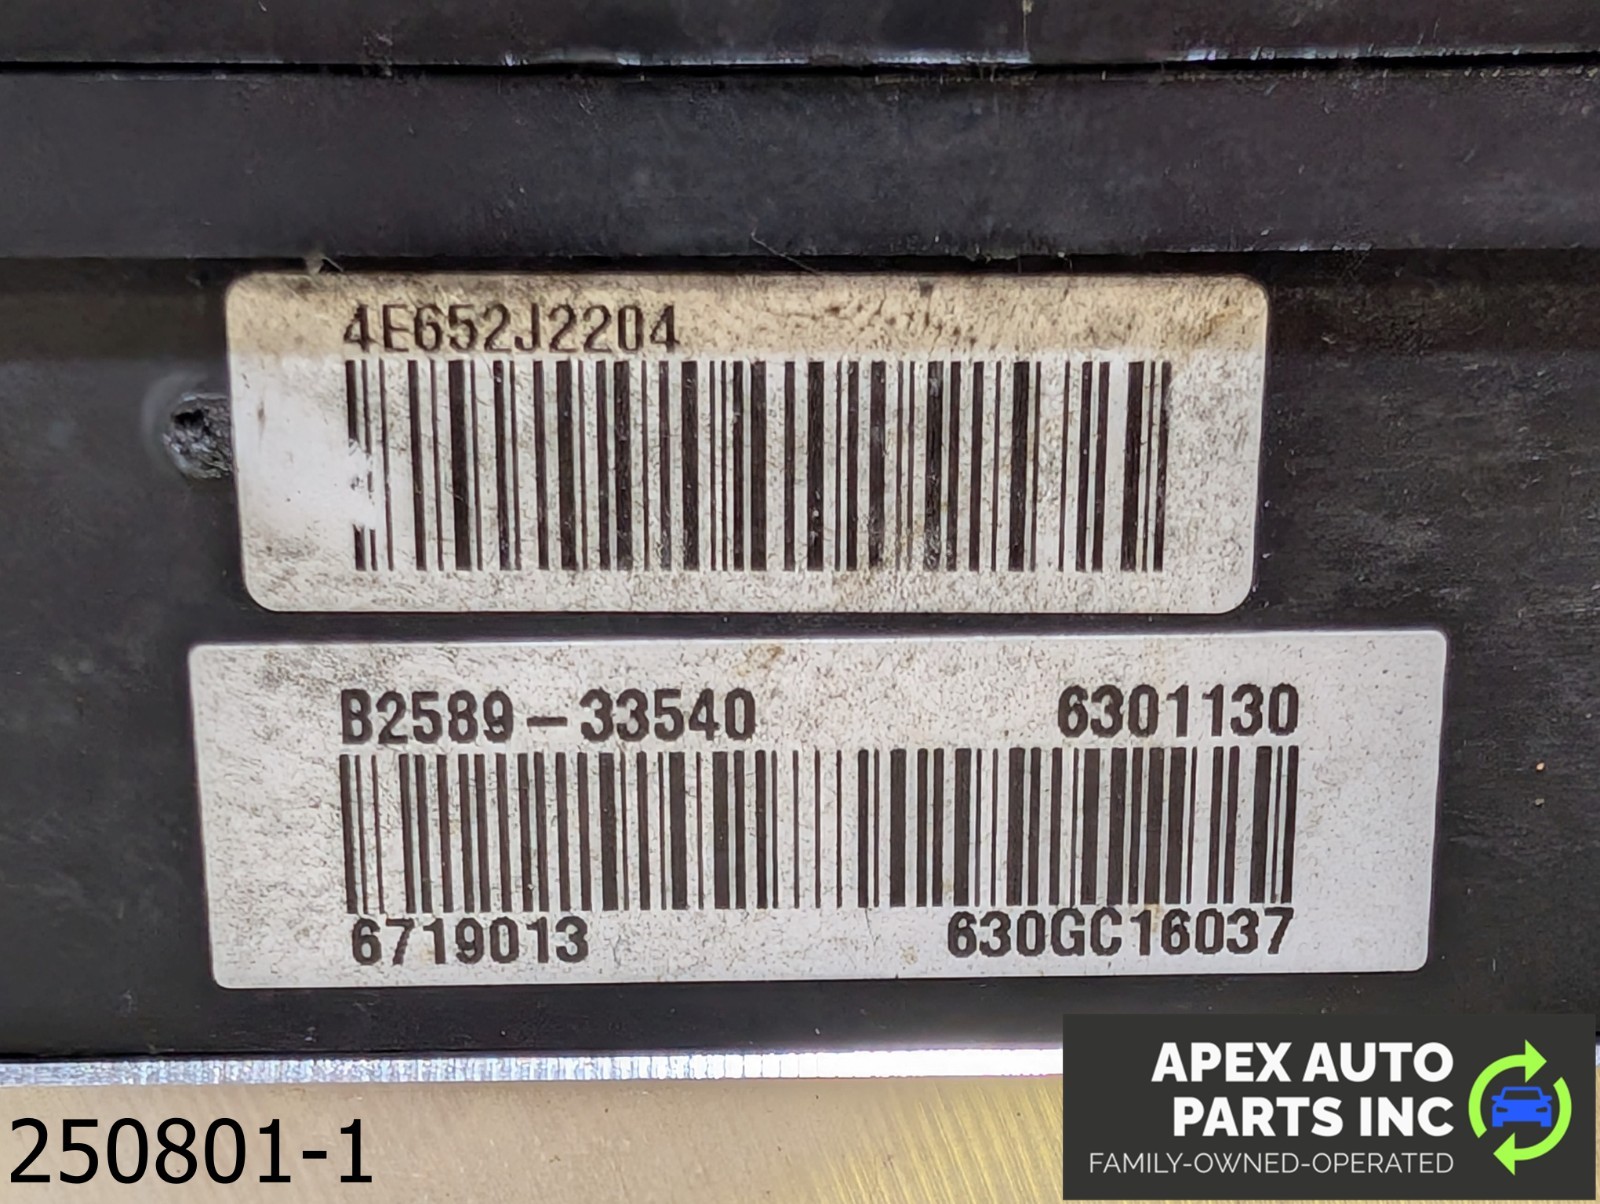 4E652J2204
B2589-33540 6301130
6719013 630GC16037
250801-1
APEX AUTO
PARTS INC
FAMILY-OWNED-OPERATED